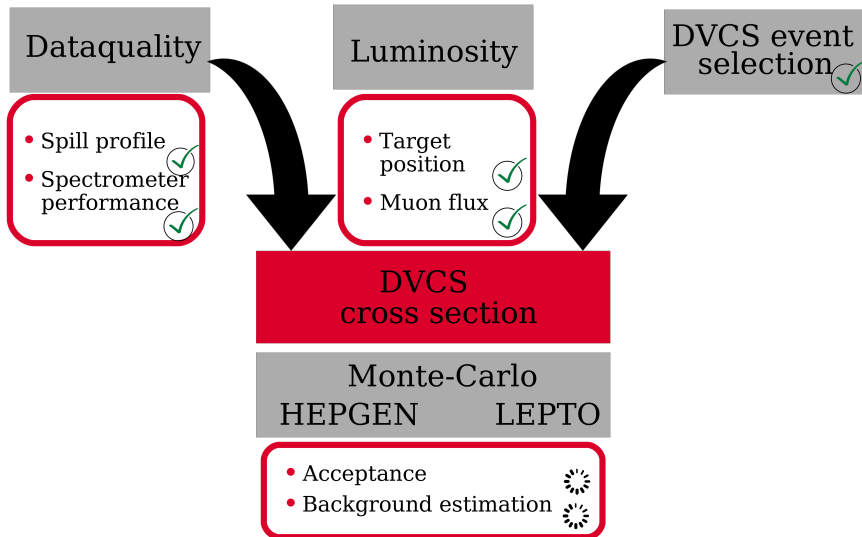 Dataquality
• Spill profile
• Spectrometer
performance
Luminosity
• Target
position
• Muon flux
DVCS event
selection
DVCS
cross section
Monte-Carlo
HEPGEN LEPTO
• Acceptance
• Background estimation